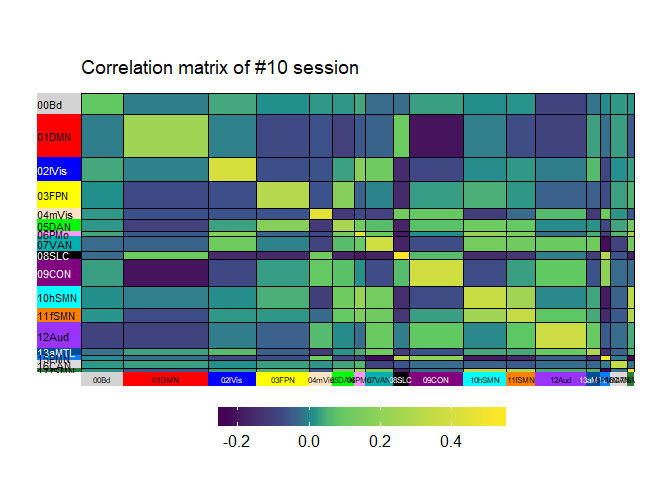 Correlation matrix of #10 session
00Bd
01DMN
02lVis
03FPN
04mVis
05DAN
06PMo
07VAN
08SLC
09CON
10hSMN
11fSMN
12Aud
13aMTL
00Bd 01DMN 02lVis 03FPN 04mVis 05DAN 07VAN 08SLC 09CON 10hSMN 11fSMN 12Aud
-0.2 0.0 0.2 0.4